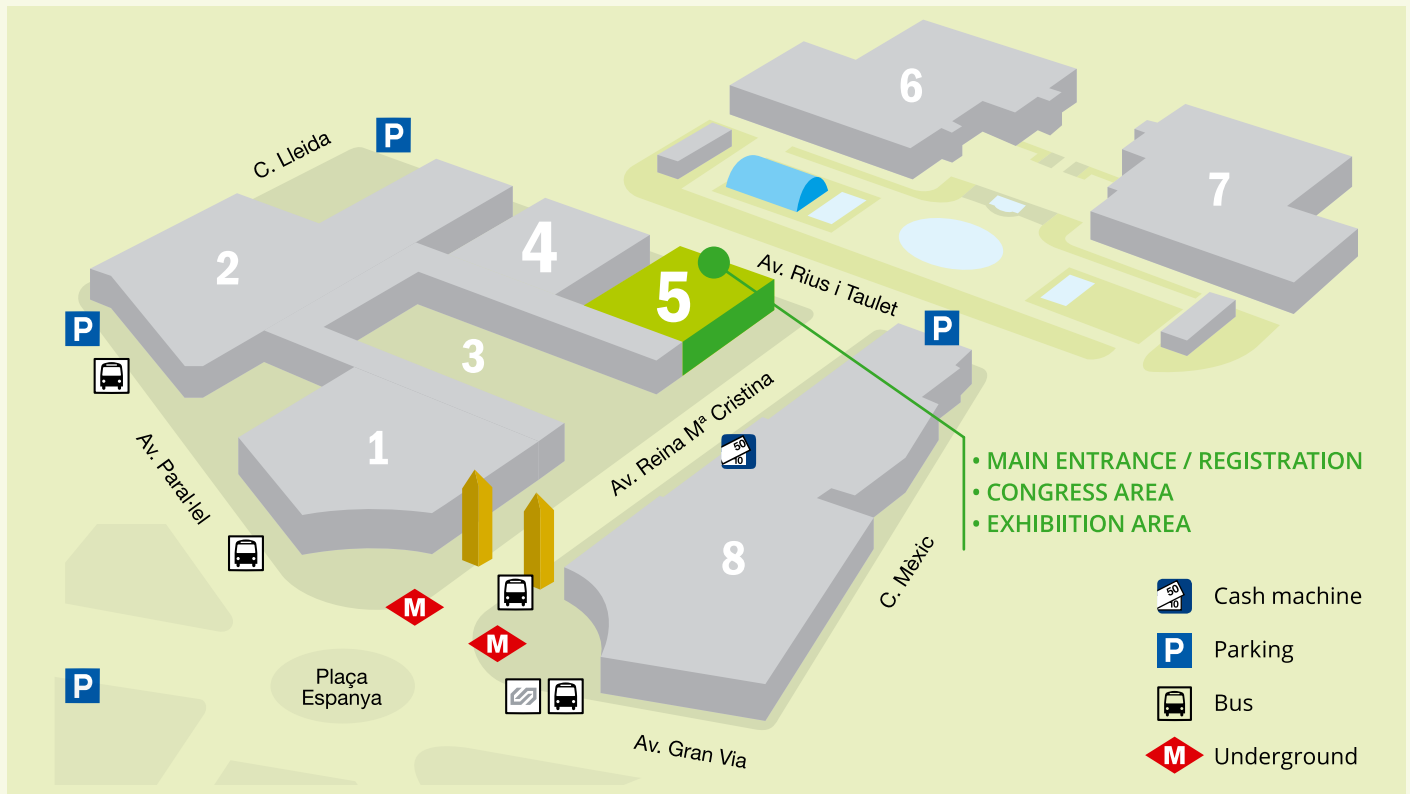 6
P
C. Lleida
7
4
2
Av. Rius i Taulet
5
P
P
3
Av. Reina Mª Cristina
1
50
10
• MAIN ENTRANCE / REGISTRATION
• CONGRESS AREA
• EXHIBIITION AREA
Av. Paral·lel
8
C. Mèxic
M
M
50
10
Cash machine
P
Parking
P
Plaça
Espanya
Bus
Av. Gran Via
M
Underground